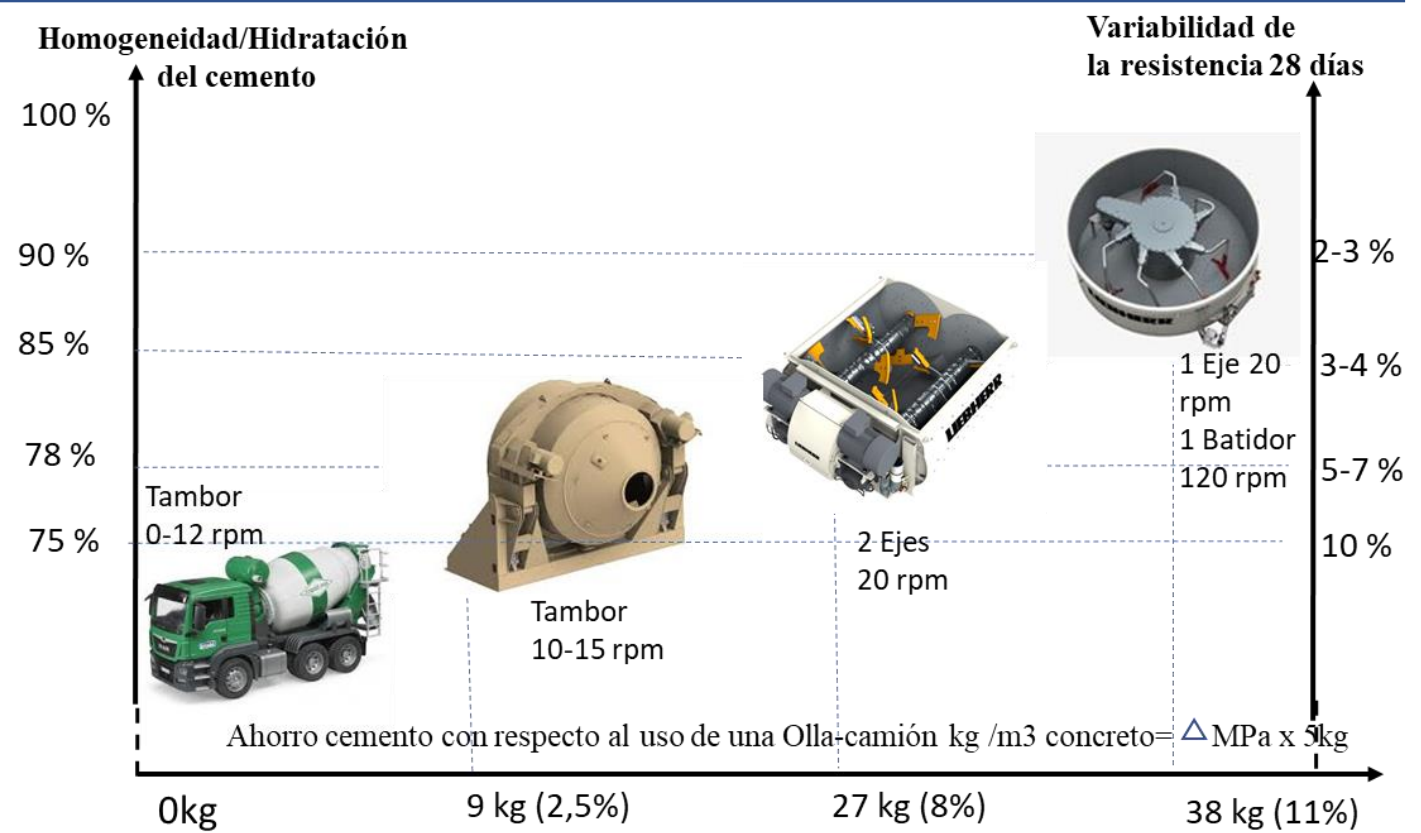 Homogeneidad/Hidratación
del cemento
Variabilidad de
la resistencia 28 días
100 %
90 %
2-3 %
LIEBHERR
85 %
1 Eje 20
rpm
1 Batidor
120 rpm
3-4 %
LIEBHERR
78 %
5-7 %
Tambor
0-12 rpm
75 %
2 Ejes
20 rpm
10 %
Tambor
10-15 rpm
Ahorro cemento con respecto al uso de una Olla-camión kg /m3 concreto= △ MPa x 5kg
0kg
9 kg (2,5%)
27 kg (8%)
38 kg (11%)